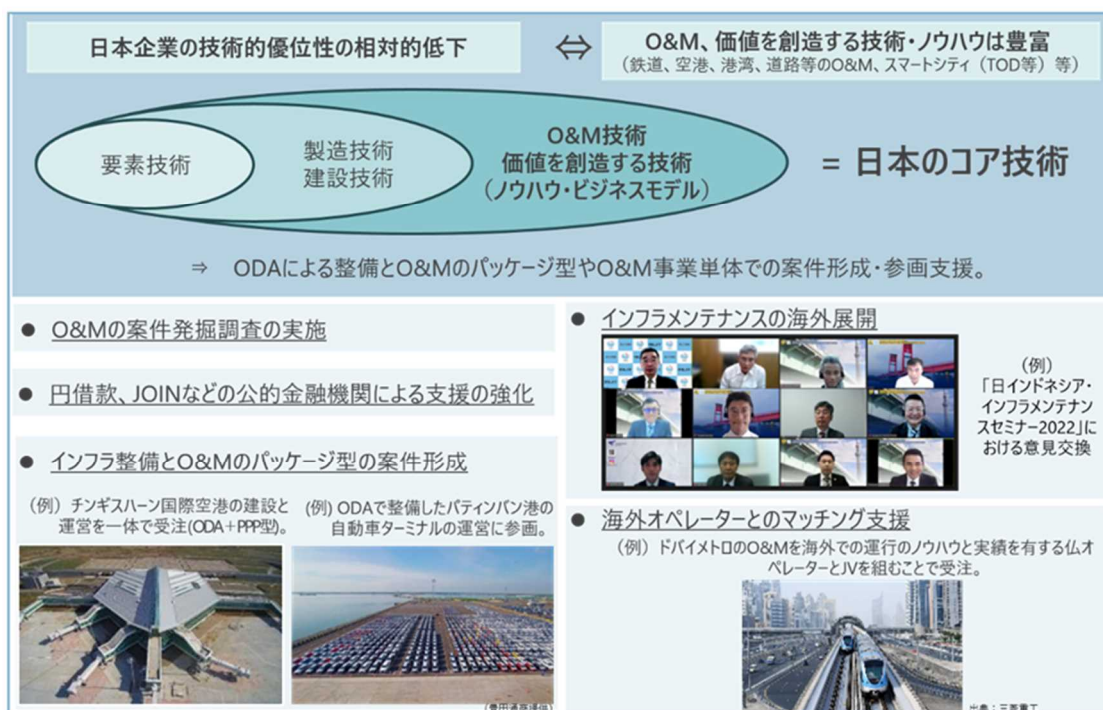 日本企業の技術的優位性の相対的低下
⇔
O&M、価値を創造する技術・ノウハウは豊富
（鉄道、空港、港湾、道路等のO&M、スマートシティ（TOD等）等）
要素技術
製造技術
建設技術
O&M技術
価値を創造する技術
（ノウハウ・ビジネスモデル）
＝日本のコア技術
⇒ ODAによる整備とO&Mのパッケージ型やO&M事業単体での案件形成・参画支援。
● O&Mの案件発掘調査の実施
● 円借款、JOINなどの公的金融機関による支援の強化
● インフラ整備とO&Mのパッケージ型の案件形成
（例）チンギスハーン国際空港の建設と
運営を一体で受注(ODA＋PPP型)。
(例) ODAで整備したパティンバン港の
自動車ターミナルの運営に参画。
（豊田通商提供）
● インフラメンテナンスの海外展開
（例）
「日インドネシア・
インフラメンテナン
スセミナー2022」に
おける意見交換
● 海外オペレーターとのマッチング支援
（例）ドバイメトロのO&Mを海外での運行のノウハウと実績を有する仏オ
ペレーターとJVを組むことで受注。
出典：三菱重工